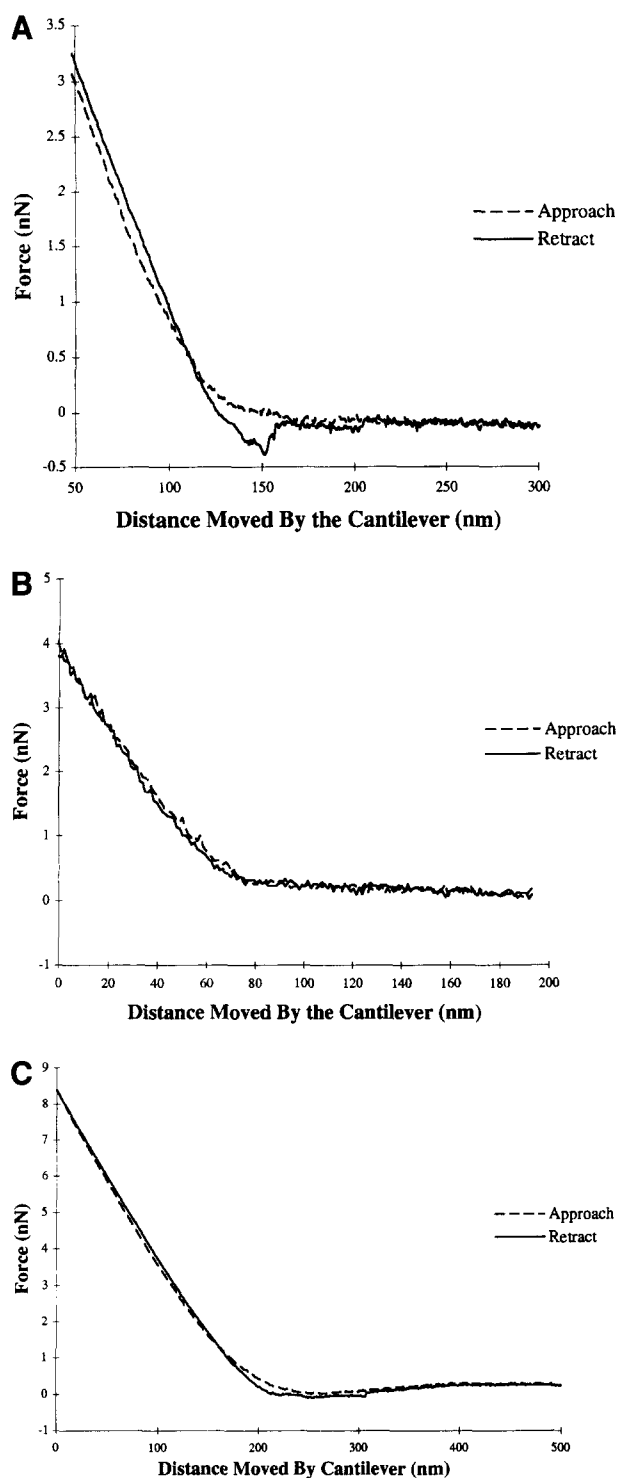 A
3.5
3
2.5
2
1.5
1
0.5
0
-0.5
Force (nN)
50 100 150 200 250 300
Distance Moved By the Cantilever (nm)
Approach
Retract
B
5
4
3
2
1
0
-1
Force (nN)
0 20 40 60 80 100 120 140 160 180 200
Distance Moved By the Cantilever (nm)
Approach
Retract
C
9
8
7
6
5
4
3
2
1
0
-1
Force (nN)
0 100 200 300 400 500
Distance Moved By Cantilever (nm)
Approach
Retract